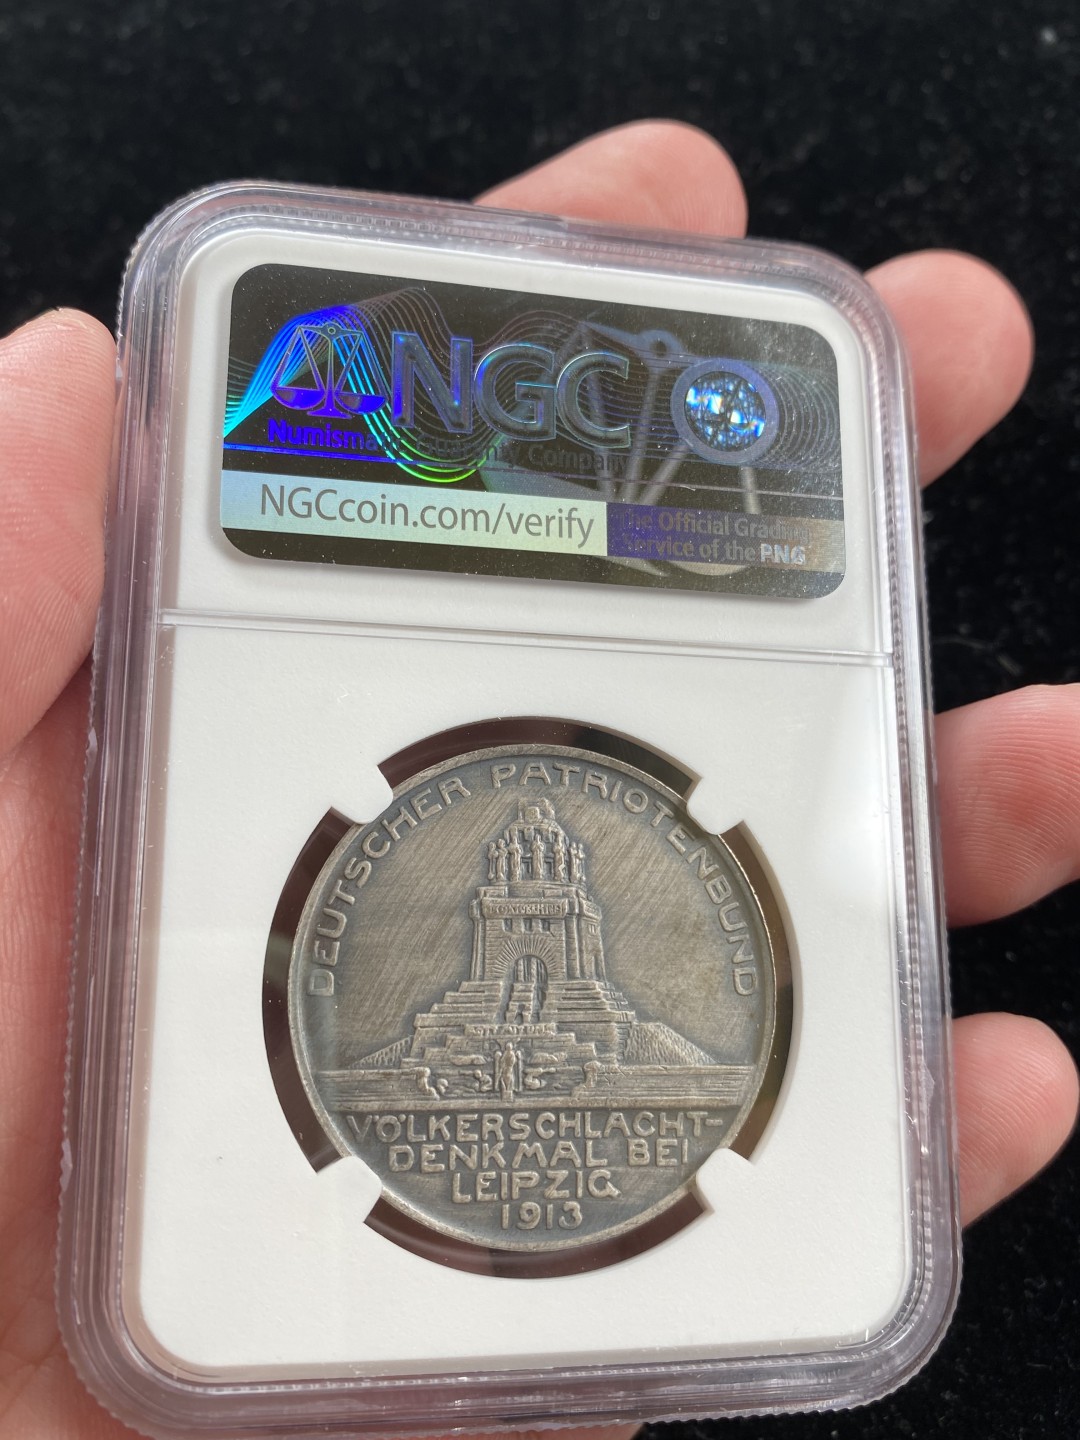 NGC
Numismatic Guaranty Company
NGCcoin.com/verify
The Official Grading
Service of the PNG
DEUTSCHER PATRIOTENBUND
VÖLKERSCHLACHT-
DENKMAL BEI
LEIPZIG
1913